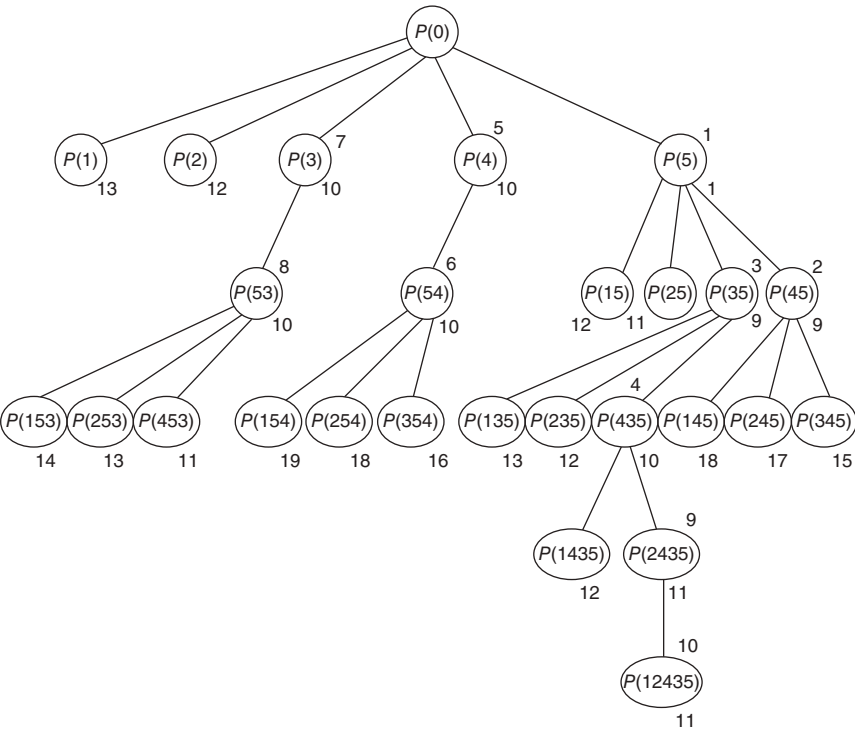 P(0)
5 1
7
P(1) P(2) P(3) P(4) P(5)
13 12 10 10 1
8 6 3 2
P(53) P(54) P(15) P(25) P(35) P(45)
10 10 12 11 9 9
4
P(153) P(253) P(453) P(154) P(254) P(354) P(135) P(235) P(435) P(145) P(245) P(345)
14 13 11 19 18 16 13 12 10 18 17 15
9
P(1435) P(2435)
12 11
10
P(12435)
11